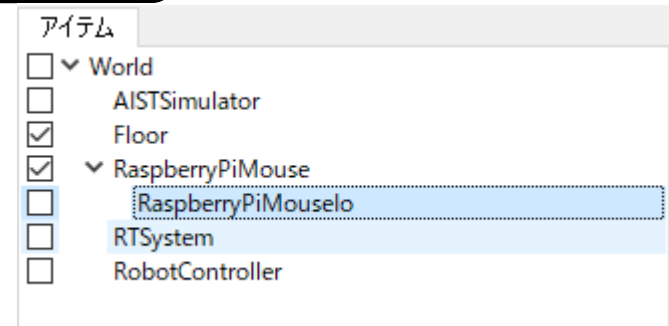 アイテム
World
AISTSimulator
Floor
RaspberryPiMouse
RaspberryPiMouseIo
RTSystem
RobotController